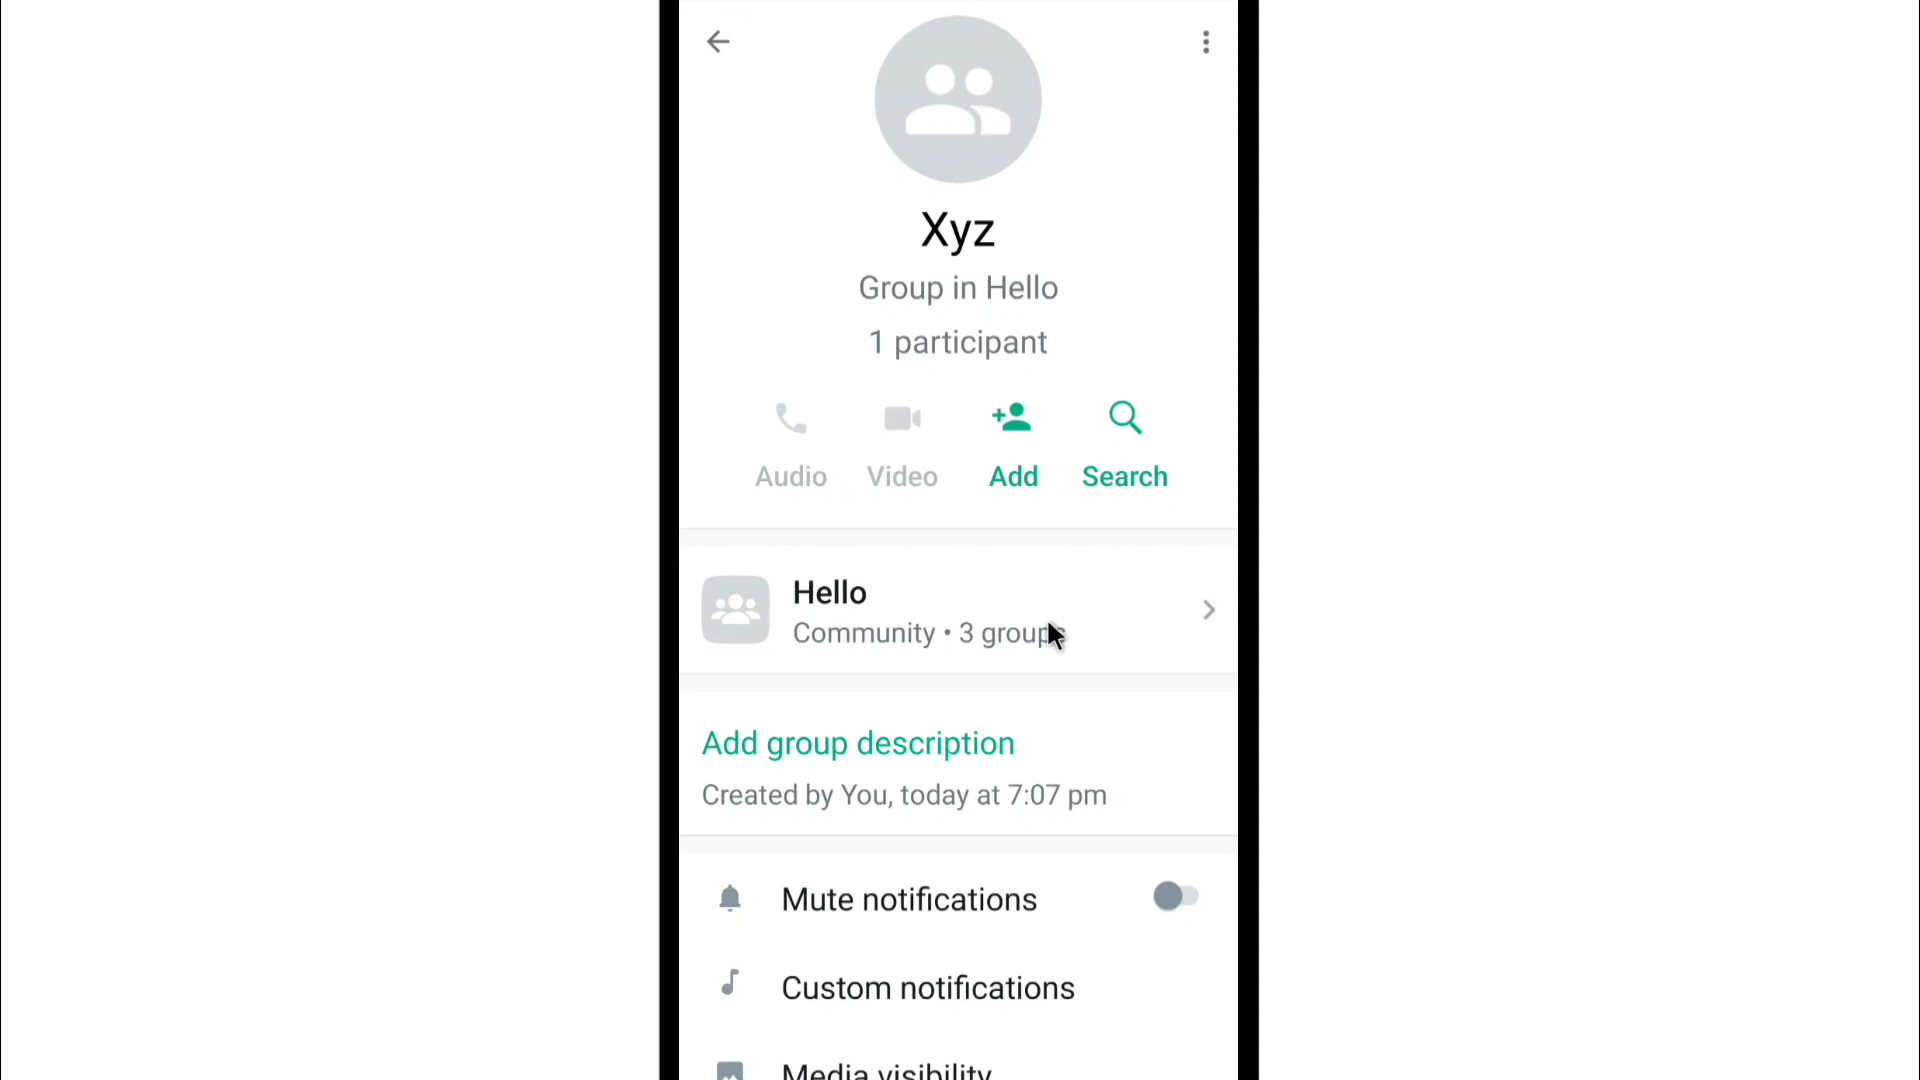 Xyz
Group in Hello
1 participant
Audio Video Add Search
Hello
Community • 3 groups
Add group description
Created by You, today at 7:07 pm
Mute notifications
Custom notifications
Media visibility